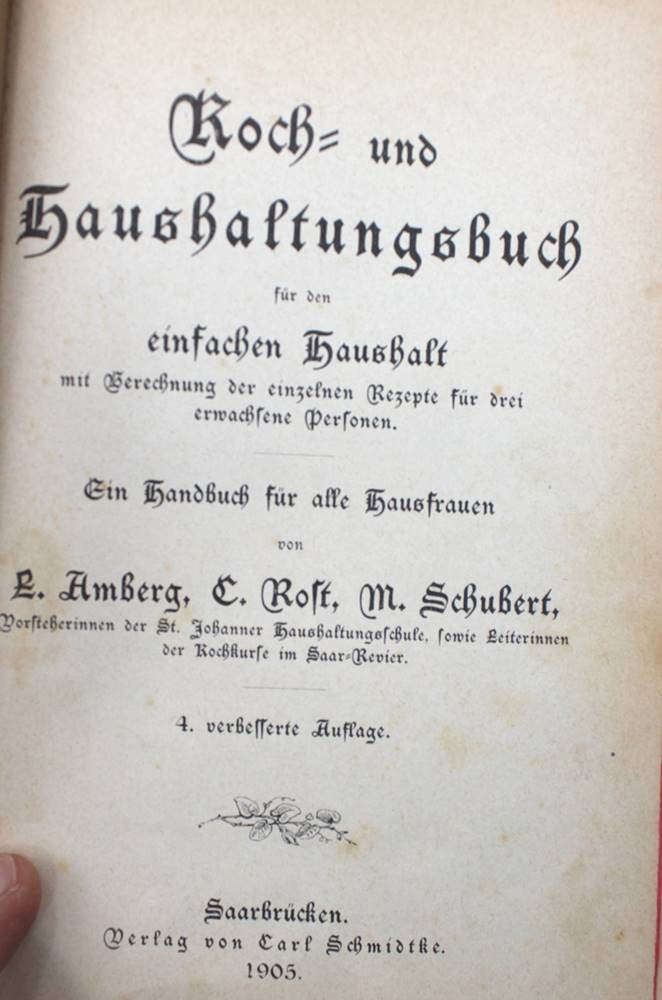 Koch- und
Haushaltungsbuch
für den
einfachen Haushalt
mit Berechnung der einzelnen Rezepte für drei
erwachsene Personen.
Ein Handbuch für alle Hausfrauen
von
L. Amberg, C. Rost, M. Schubert,
Vorsteherinnen der St. Johanner Haushaltungsschule, sowie Leiterinnen
der Kochkurse im Saar-Revier.
4. verbesserte Auflage.
Saarbrücken.
Verlag von Carl Schmidtke.
1905.